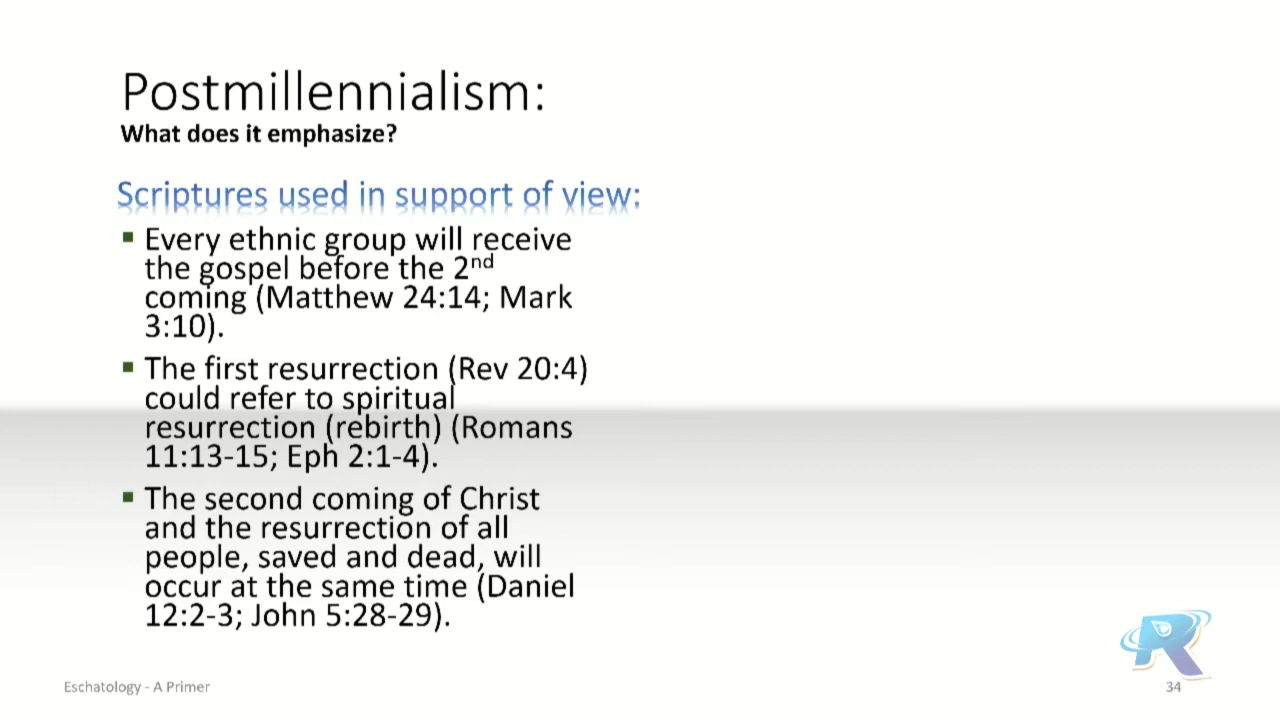 Postmillennialism:
What does it emphasize?
Scriptures used in support of view:
▪ Every ethnic group will receive
the gospel before the 2nd
coming (Matthew 24:14; Mark
3:10).
▪ The first resurrection (Rev 20:4)
could refer to spiritual
resurrection (rebirth) (Romans
11:13-15; Eph 2:1-4).
▪ The second coming of Christ
and the resurrection of all
people, saved and dead, will
occur at the same time (Daniel
12:2-3; John 5:28-29).
R
Eschatology - A Primer
34